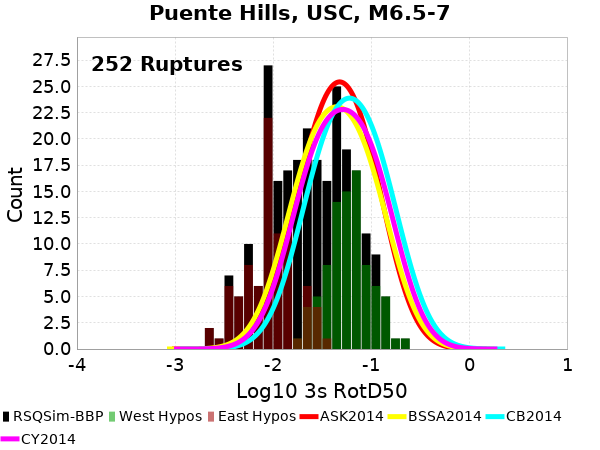 Puente Hills, USC, M6.5-7
252 Ruptures
Count
27.5
25.0
22.5
20.0
17.5
15.0
12.5
10.0
7.5
5.0
2.5
0.0
-4 -3 -2 -1 0 1
Log10 3s RotD50
RSQSim-BBP West Hypos East Hypos ASK2014 BSSA2014 CB2014
CY2014